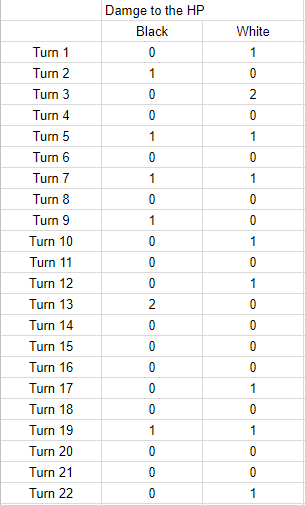 Damge to the HP
Black White
Turn 1 0 1
Turn 2 1 0
Turn 3 0 2
Turn 4 0 0
Turn 5 1 1
Turn 6 0 0
Turn 7 1 1
Turn 8 0 0
Turn 9 1 0
Turn 10 0 1
Turn 11 0 0
Turn 12 0 1
Turn 13 2 0
Turn 14 0 0
Turn 15 0 0
Turn 16 0 0
Turn 17 0 1
Turn 18 0 0
Turn 19 1 1
Turn 20 0 0
Turn 21 0 0
Turn 22 0 1